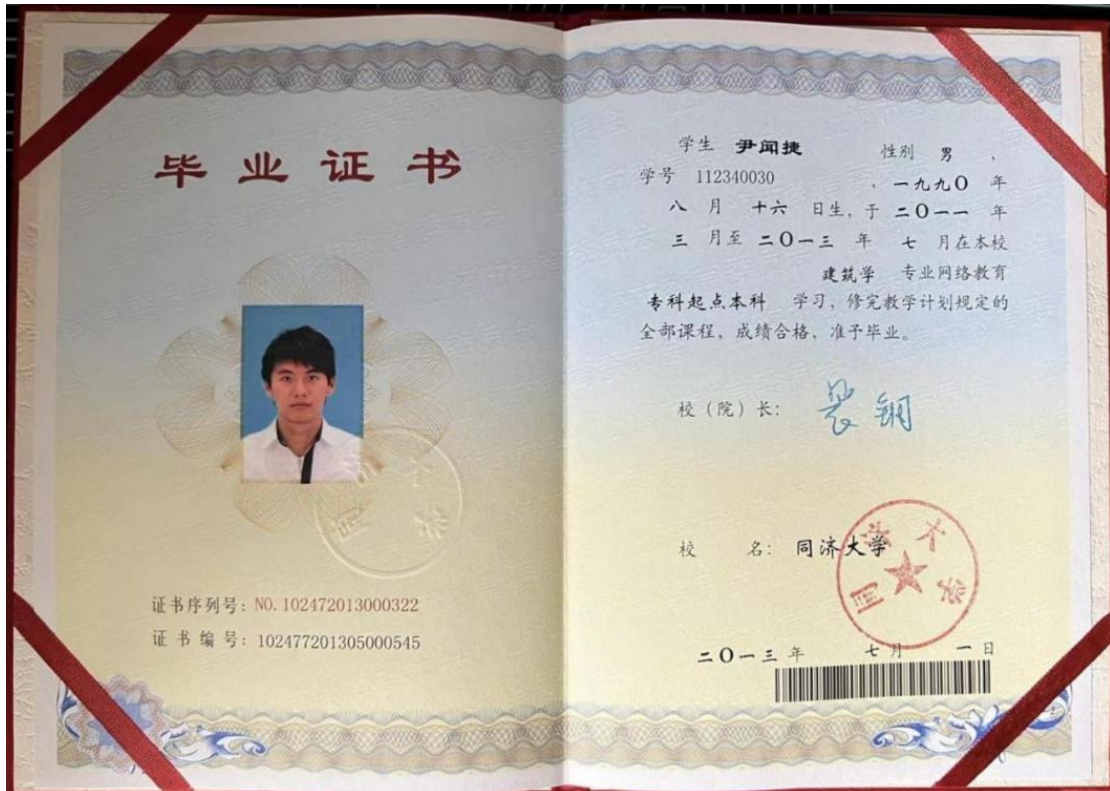 毕业证书
证书序列号：NO.102472013000322
证 书 编 号：102477201305000545
学生 尹闻捷 性别 男 ，
学号 112340030 ，一九九〇 年
八 月 十六 日生，于 二〇一一 年
三 月至 二〇一三 年 七 月在本校
建筑学 专业网络教育
专科起点本科 学习，修完教学计划规定的
全部课程，成绩合格，准予毕业。
校（院）长：
校 名：同济大学
二〇一三 年 七 月 一 日